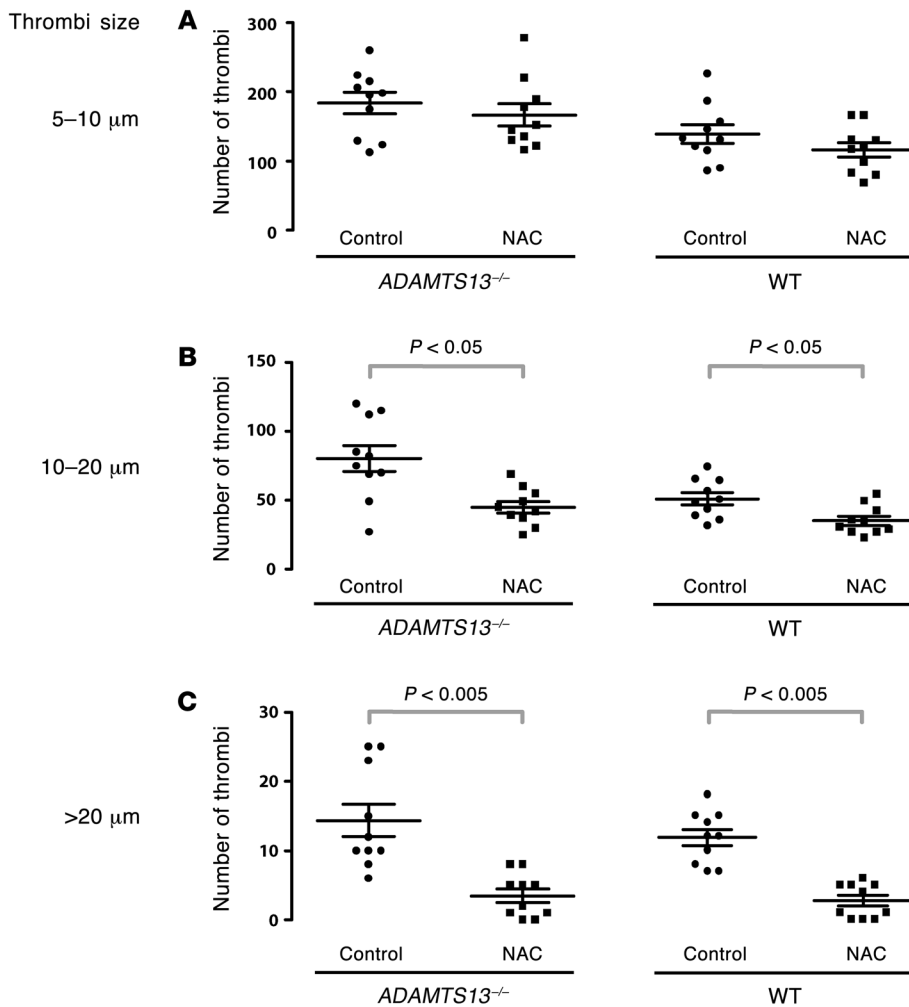 Thrombi size
A
5–10 μm
Number of thrombi
300
200
100
0
Control NAC Control NAC
ADAMTS13⁻/⁻ WT
B
10–20 μm
Number of thrombi
150
100
50
0
P < 0.05 P < 0.05
Control NAC Control NAC
ADAMTS13⁻/⁻ WT
C
>20 μm
Number of thrombi
30
20
10
0
P < 0.005 P < 0.005
Control NAC Control NAC
ADAMTS13⁻/⁻ WT